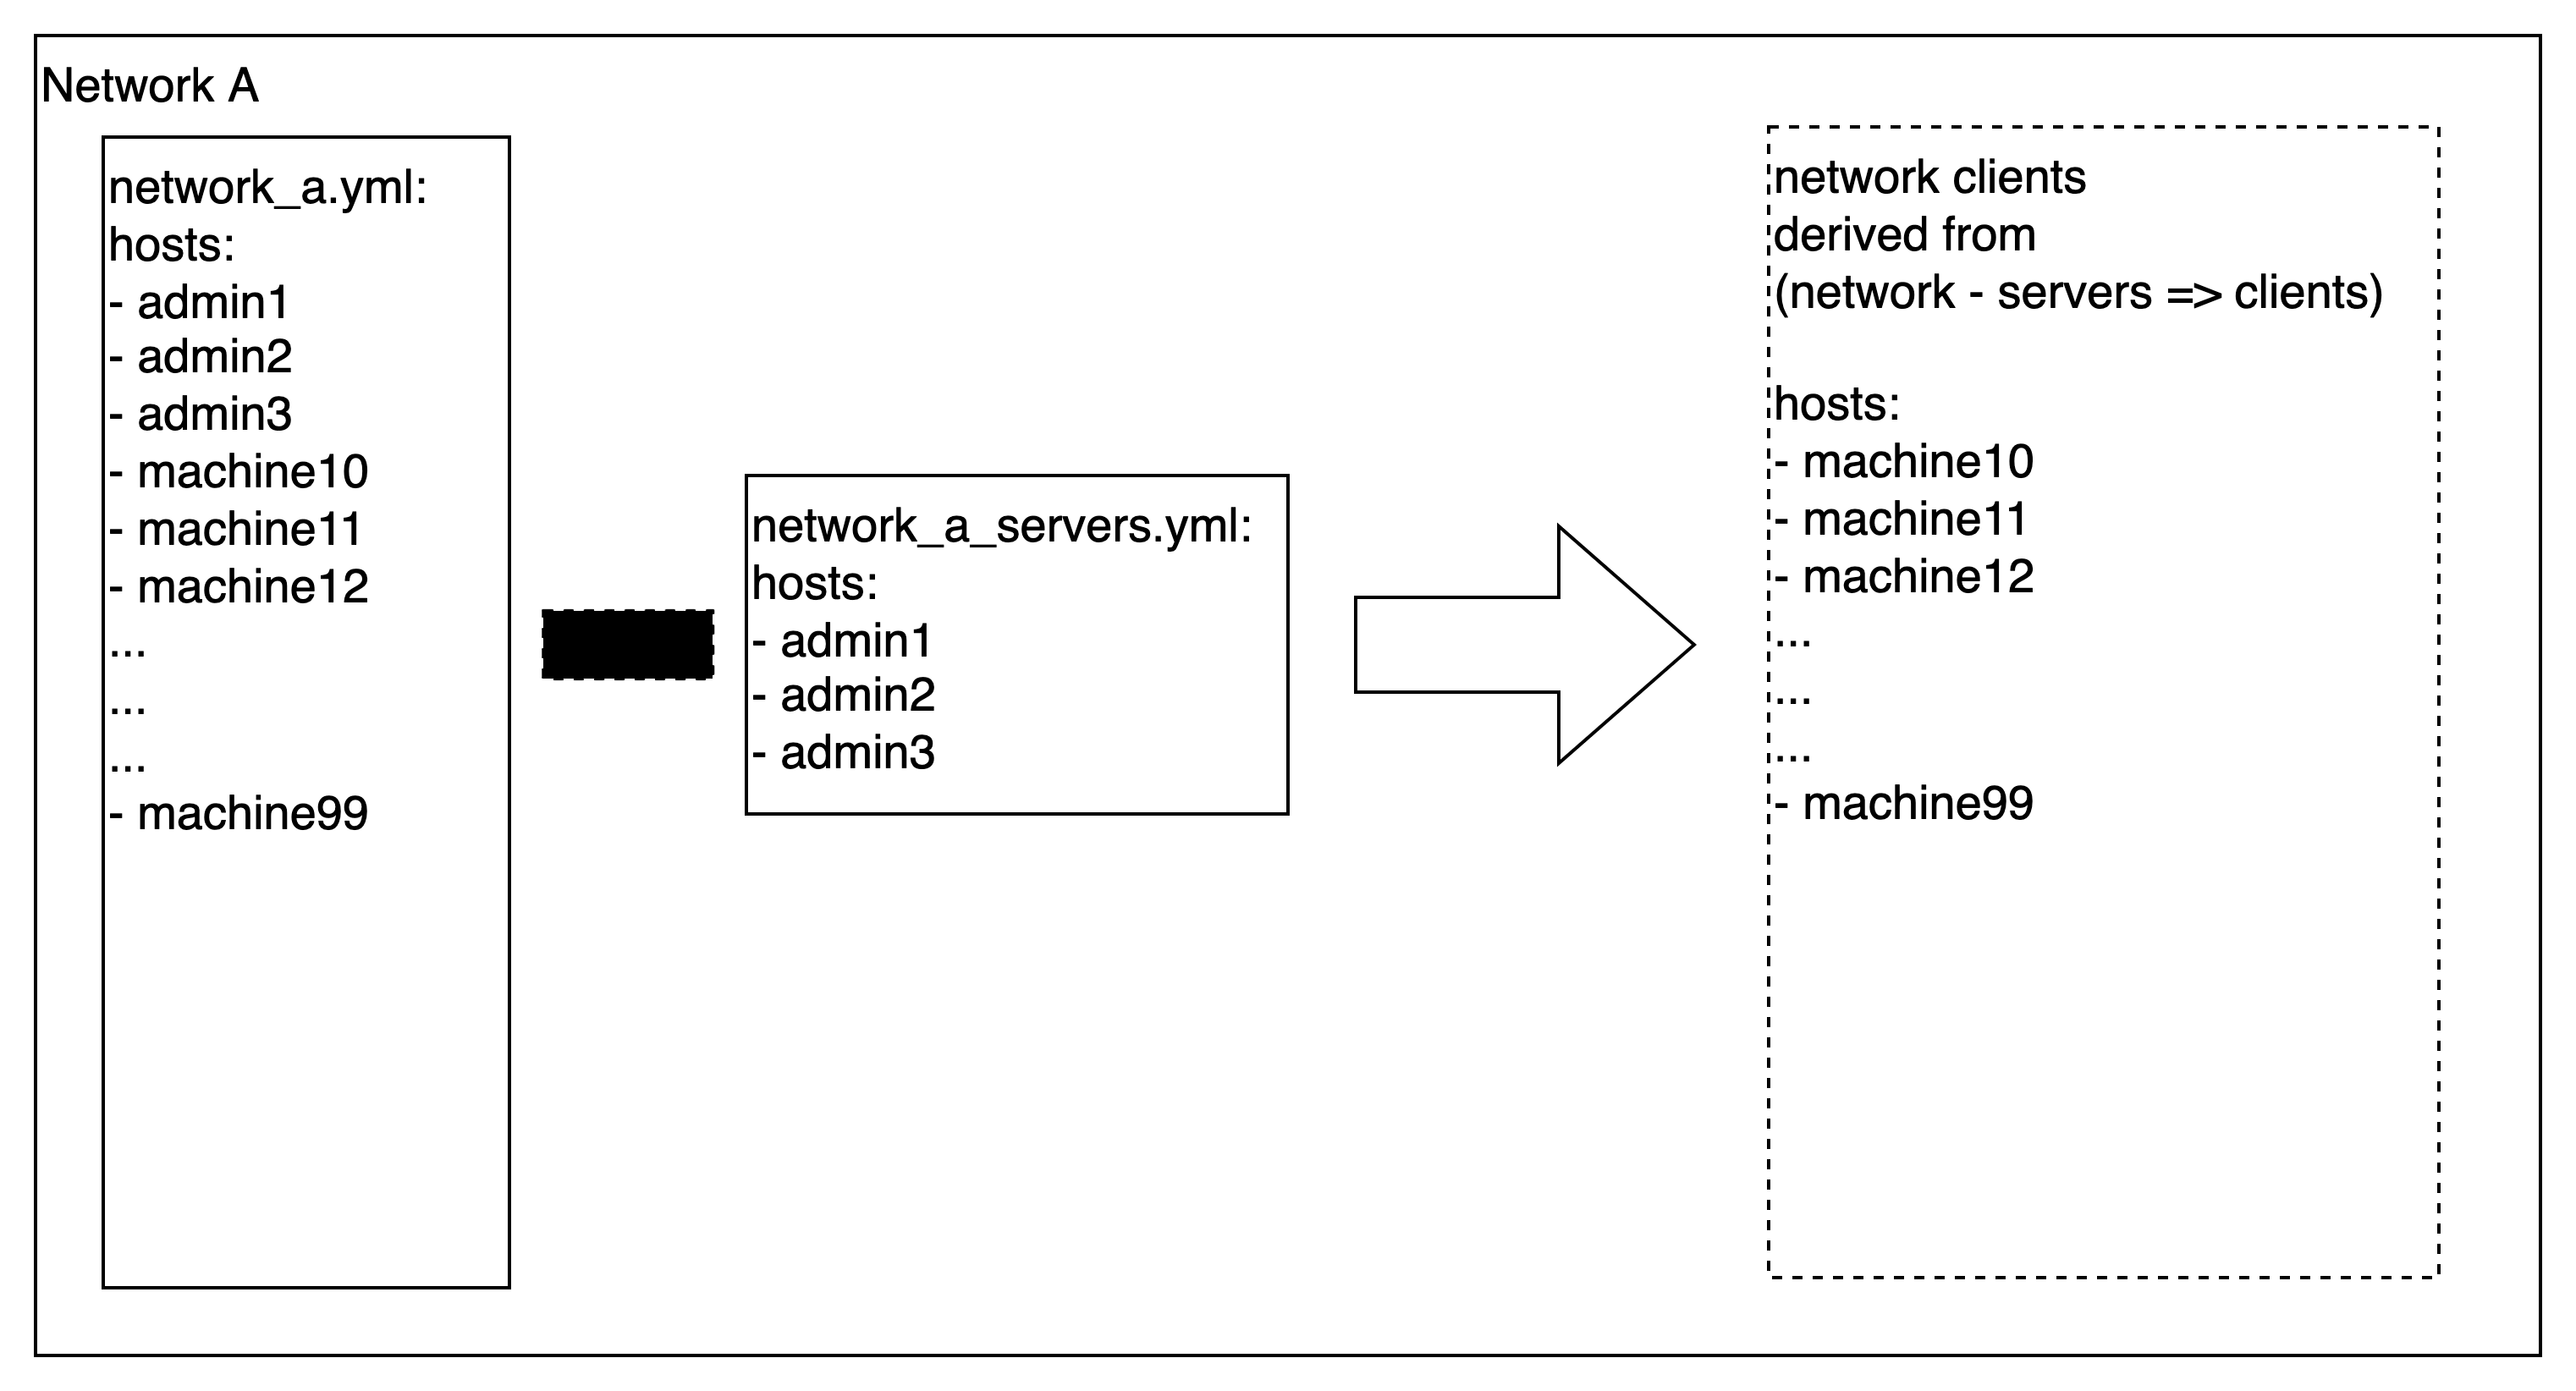 Network A
network_a.yml:
hosts:
- admin1
- admin2
- admin3
- machine10
- machine11
- machine12
...
...
...
- machine99
network_a_servers.yml:
hosts:
- admin1
- admin2
- admin3
network clients
derived from
(network - servers => clients)
hosts:
- machine10
- machine11
- machine12
...
...
...
- machine99